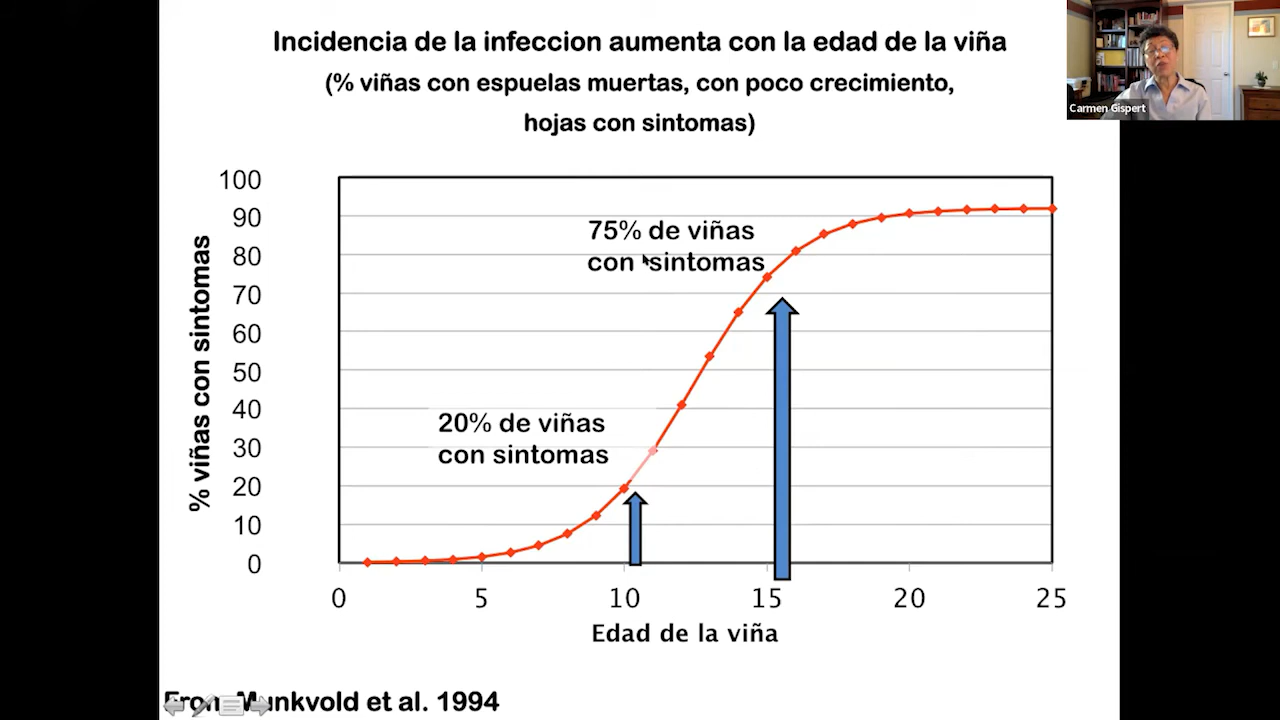 Incidencia de la infeccion aumenta con la edad de la viña
(% viñas con espuelas muertas, con poco crecimiento,
hojas con sintomas)
Carmen Gispert
% viñas con sintomas
100
90
80
70
60
50
40
30
20
10
0
75% de viñas
con sintomas
20% de viñas
con sintomas
0 5 10 15 20 25
Edad de la viña
From Munkvold et al. 1994